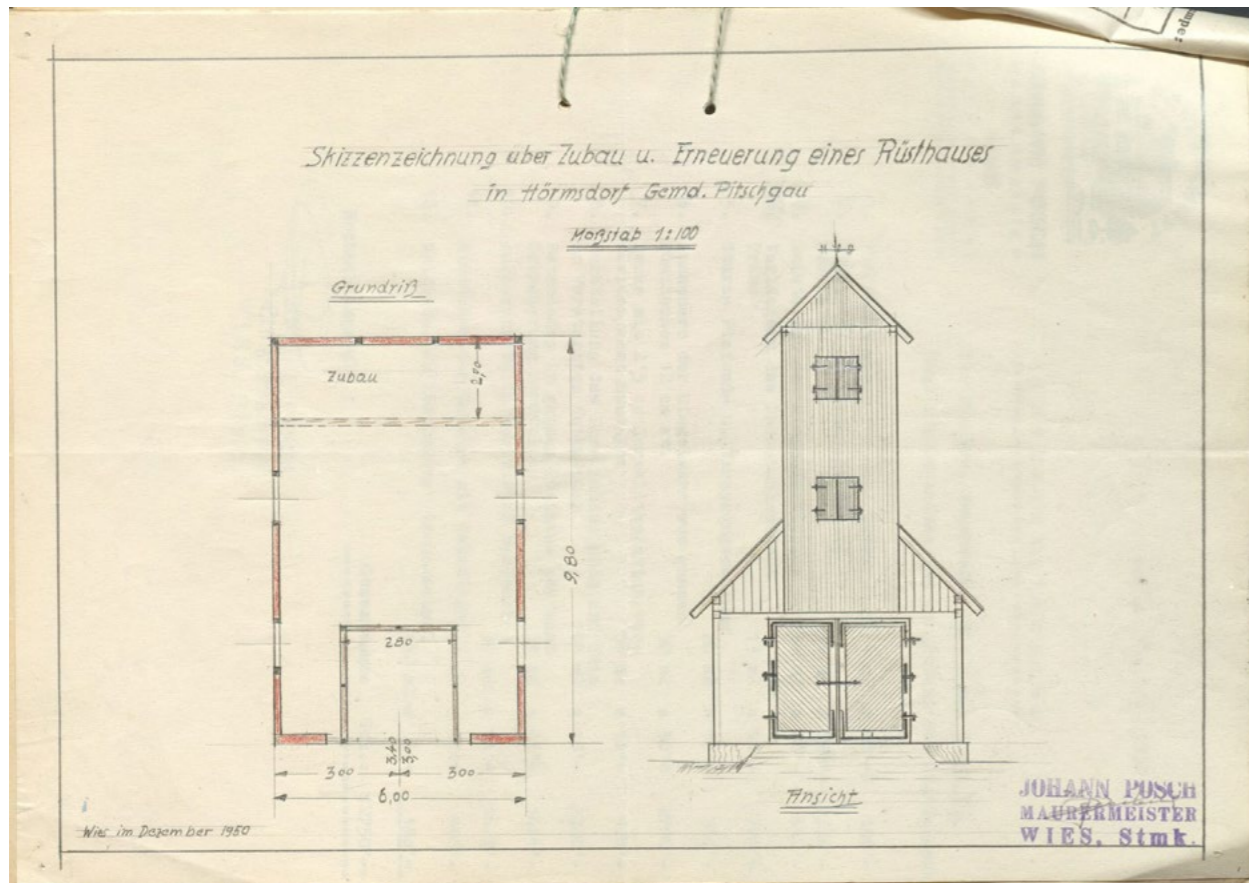 Skizzenzeichnung über Zubau u. Erneuerung eines Rüsthauses
in Hörmsdorf Gemd. Pitschgau
Maßstab 1:100
Grundriß
Zubau
2,00
9,80
280
3,40
3,00
300
300
6,00
Ansicht
Wies im Dezember 1950
JOHANN POSCH
MAURERMEISTER
WIES, Stmk.